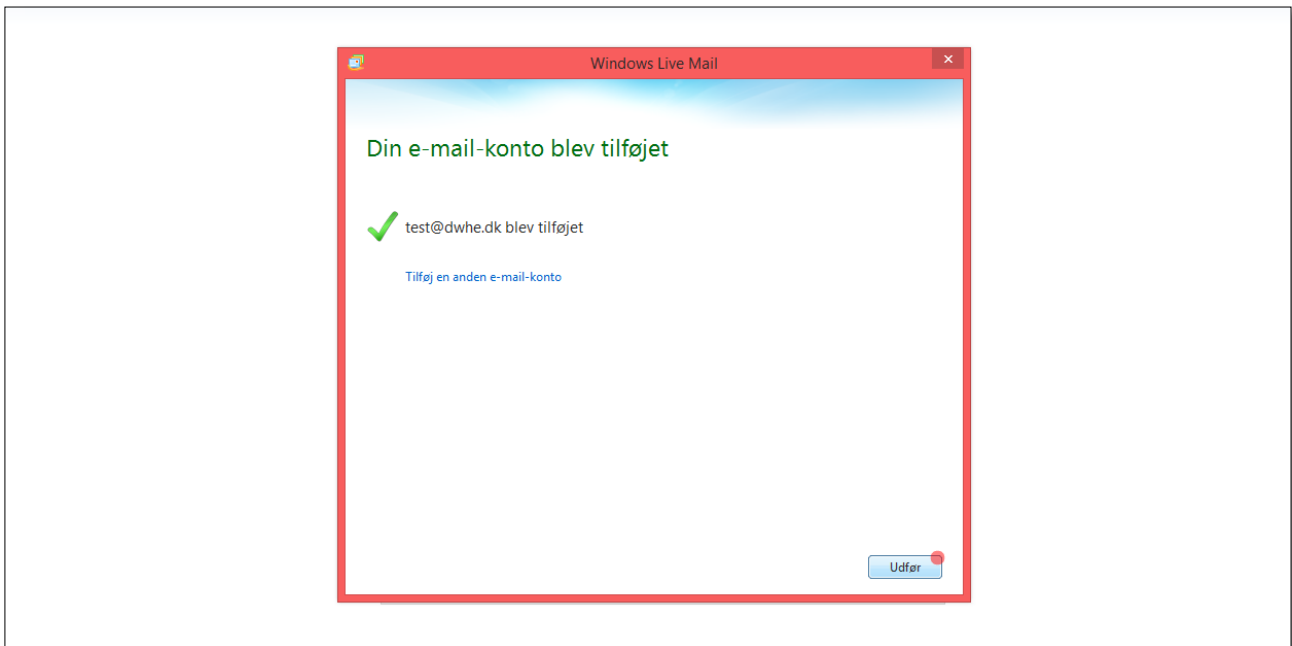 Windows Live Mail
Din e-mail-konto blev tilføjet
test@dwhe.dk blev tilføjet
Tilføj en anden e-mail-konto
Udfør